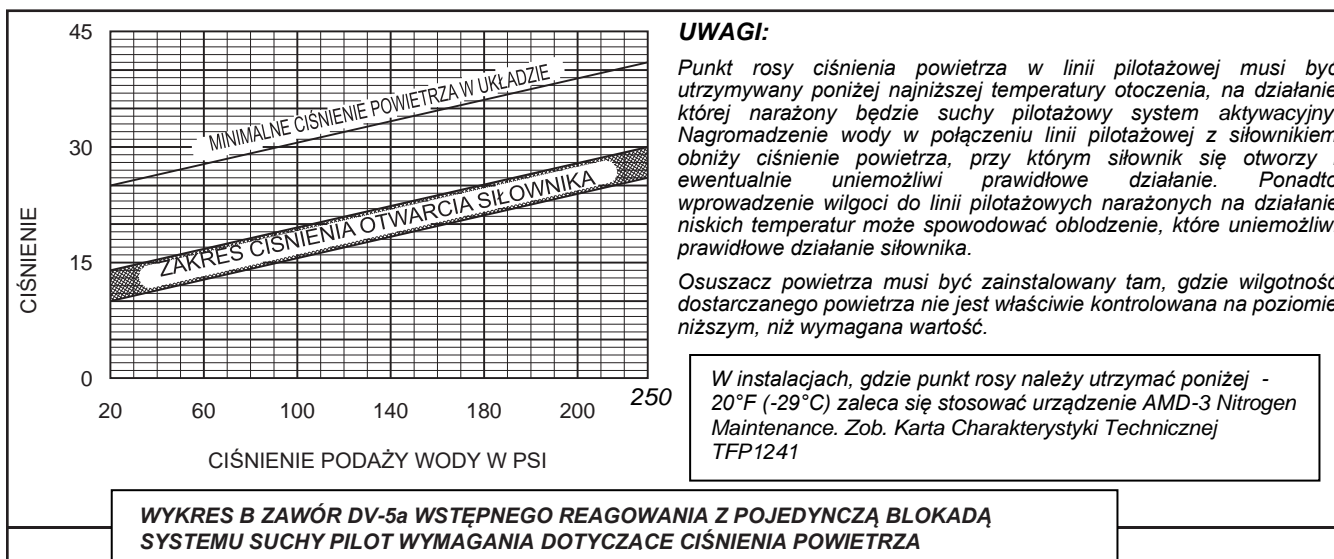 45
30
15
0
CIŚNIENIE
MINIMALNE CIŚNIENIE POWIETRZA W UKŁADZIE
ZAKRES CIŚNIENIA OTWARCIA SIŁOWNIKA
20 60 100 140 180 200 250
CIŚNIENIE PODAŻY WODY W PSI
UWAGI:
Punkt rosy ciśnienia powietrza w linii pilotażowej musi być
utrzymywany poniżej najniższej temperatury otoczenia, na działanie
której narażony będzie suchy pilotażowy system aktywacyjny
Nagromadzenie wody w połączeniu linii pilotażowej z siłownikiem
obniży ciśnienie powietrza, przy którym siłownik się otworzy
ewentualnie uniemożliwi prawidłowe działanie. Ponadto
wprowadzenie wilgoci do linii pilotażowych narażonych na działanie
niskich temperatur może spowodować oblodzenie, które uniemożliwi
prawidłowe działanie siłownika.
Osuszacz powietrza musi być zainstalowany tam, gdzie wilgotność
dostarczanego powietrza nie jest właściwie kontrolowana na poziomie
niższym, niż wymagana wartość.
W instalacjach, gdzie punkt rosy należy utrzymać poniżej -
20°F (-29°C) zaleca się stosować urządzenie AMD-3 Nitrogen
Maintenance. Zob. Karta Charakterystyki Technicznej
TFP1241
WYKRES B ZAWÓR DV-5a WSTĘPNEGO REAGOWANIA Z POJEDYNCZĄ BLOKADĄ
SYSTEMU SUCHY PILOT WYMAGANIA DOTYCZĄCE CIŚNIENIA POWIETRZA